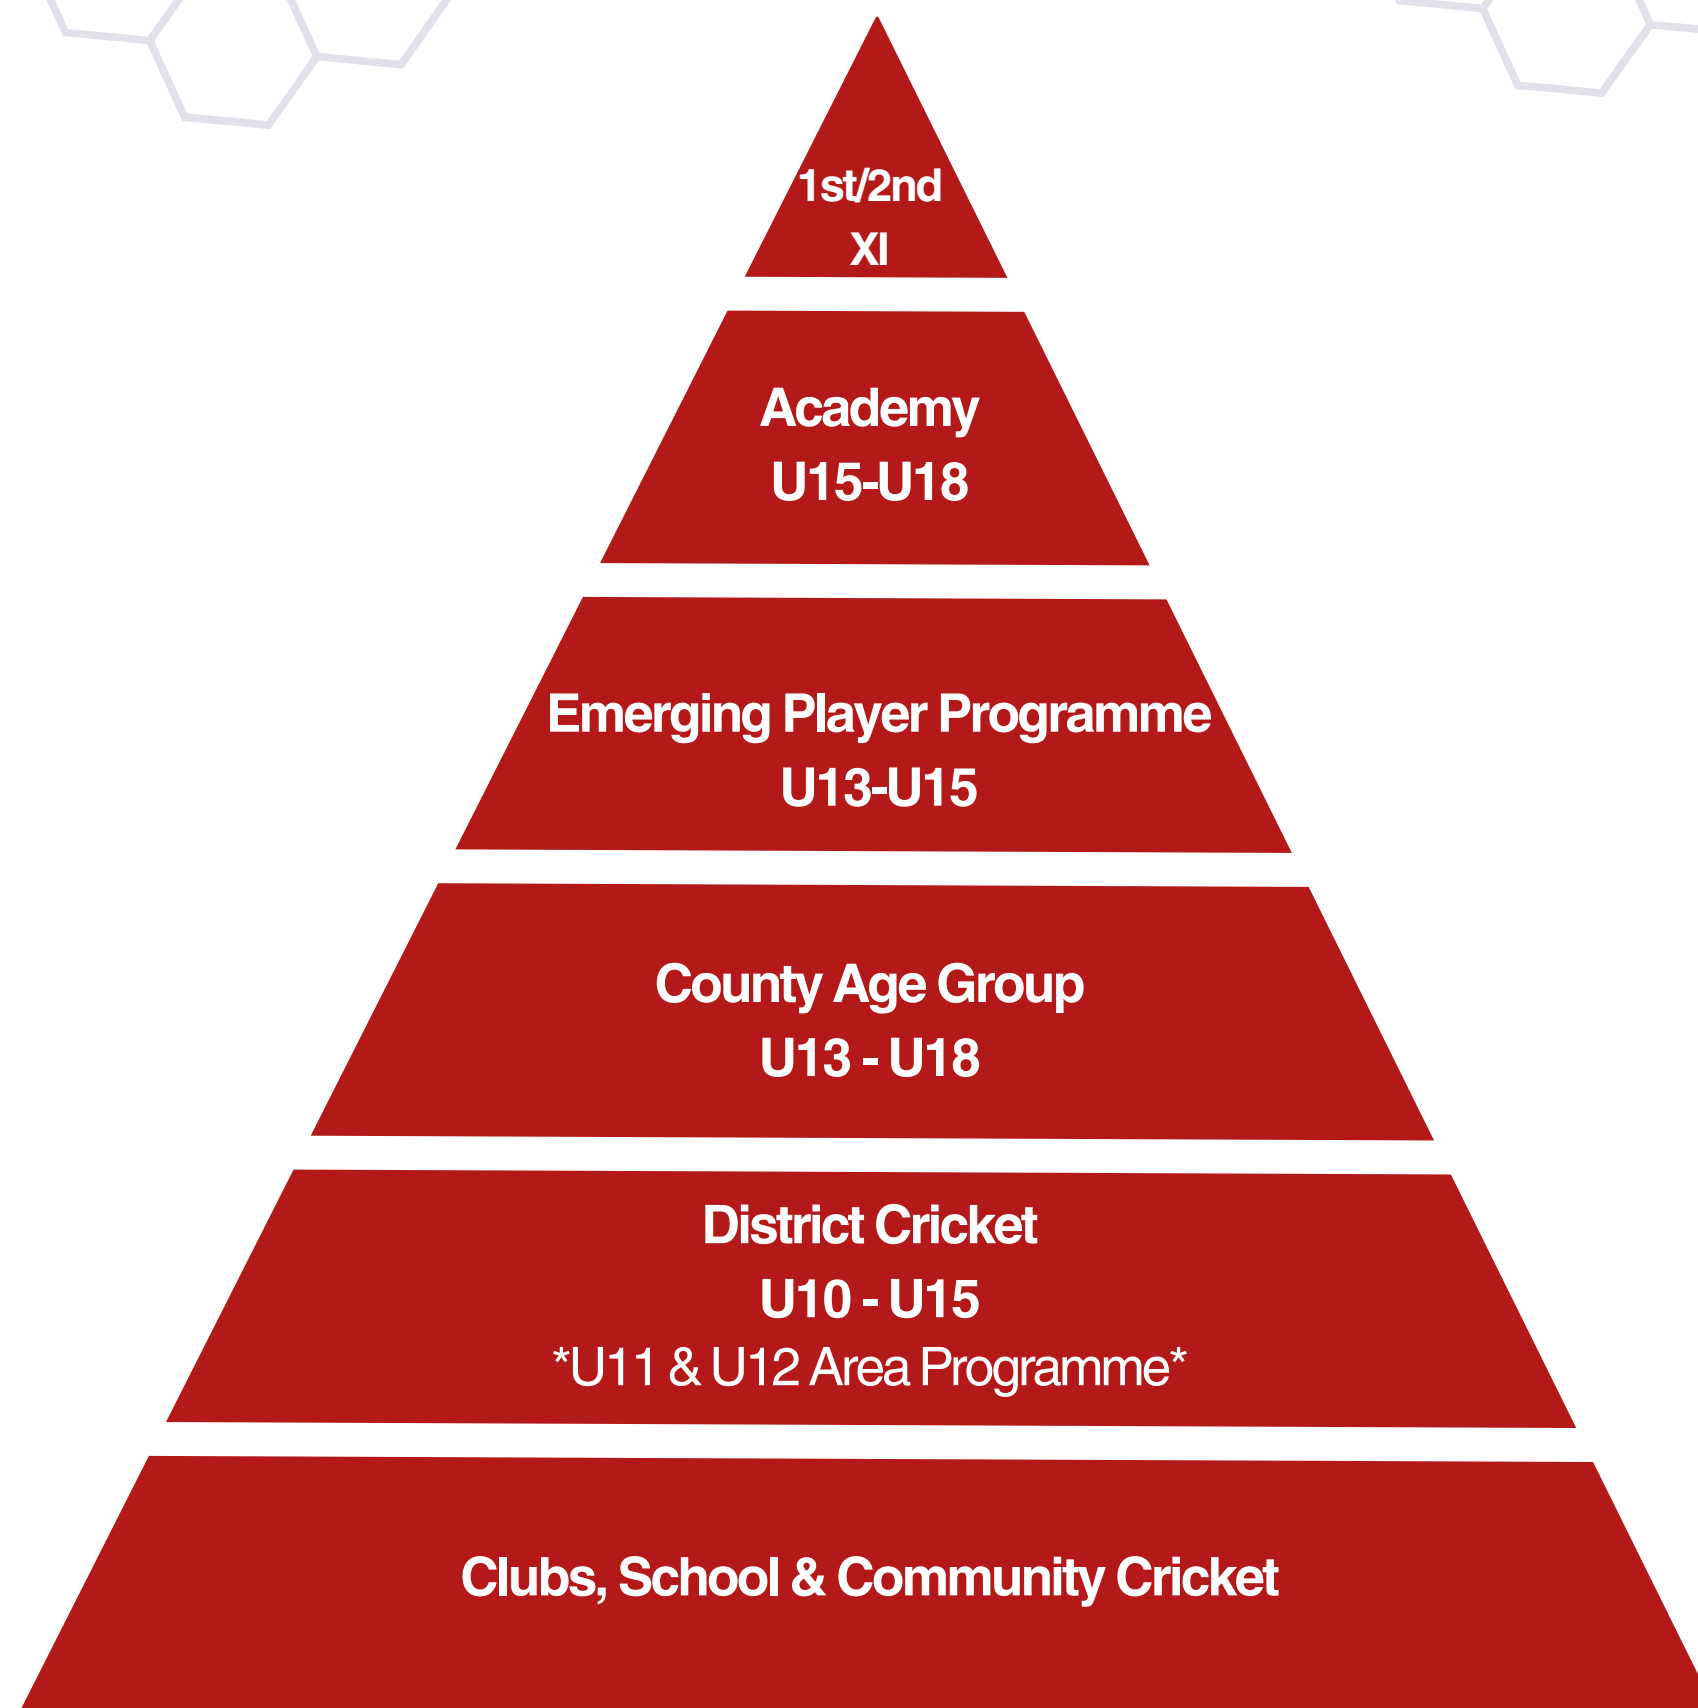 1st/2nd
XI
Academy
U15-U18
Emerging Player Programme
U13-U15
County Age Group
U13 - U18
District Cricket
U10 - U15
*U11 & U12 Area Programme*
Clubs, School & Community Cricket